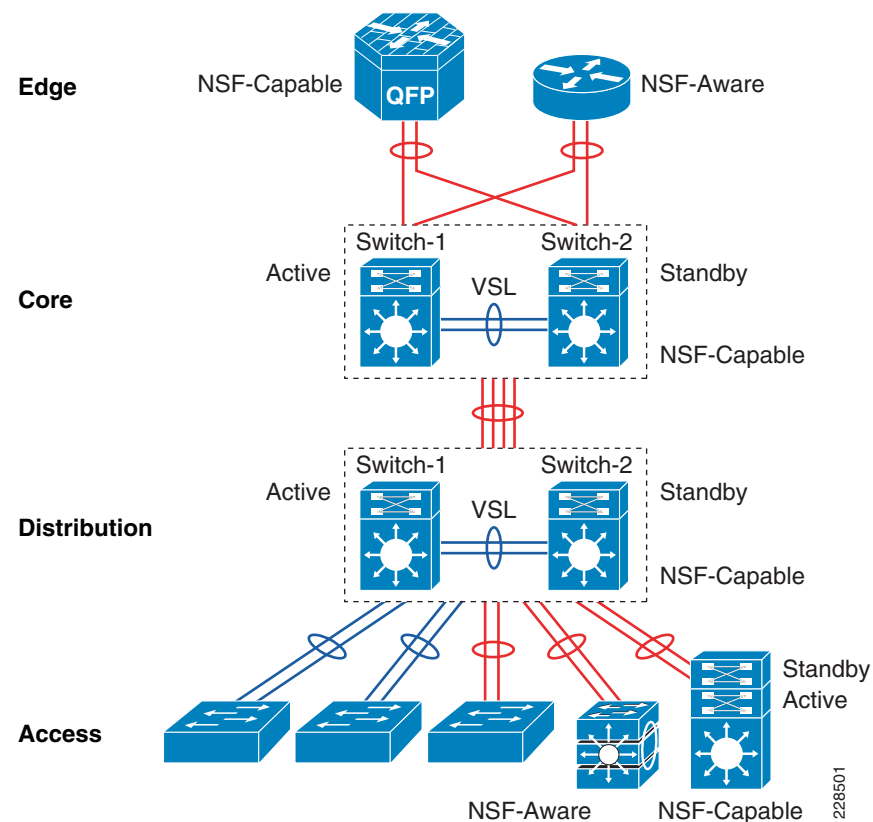 Edge
NSF-Capable
QFP
NSF-Aware
Core
Switch-1
Switch-2
Active
VSL
Standby
NSF-Capable
Distribution
Switch-1
Switch-2
Active
VSL
Standby
NSF-Capable
Access
Standby
Active
NSF-Aware
NSF-Capable
228501